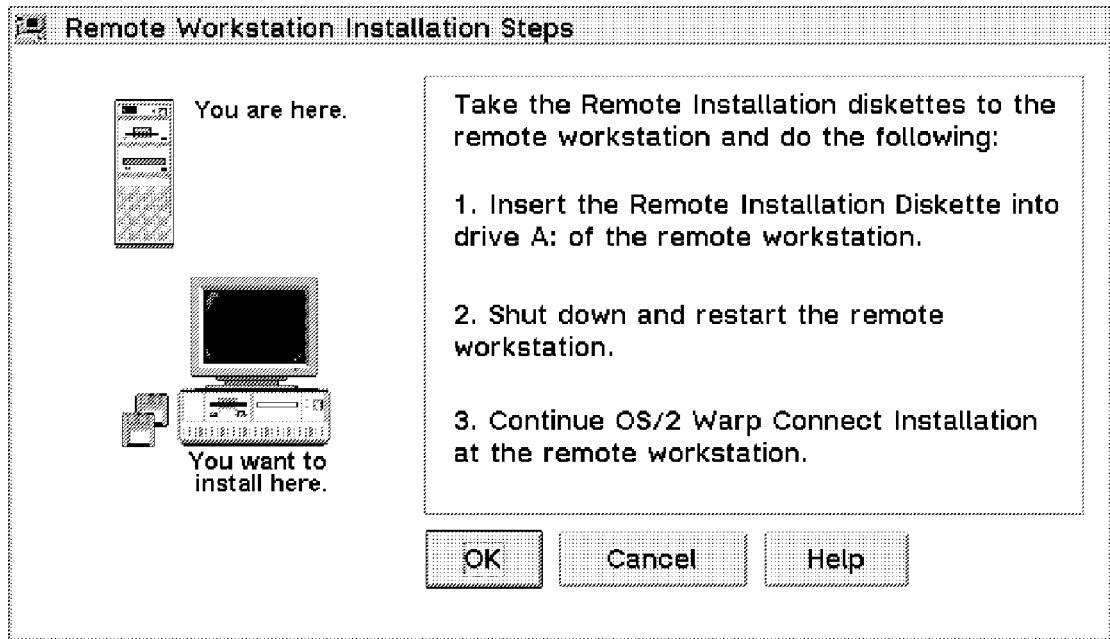 Remote Workstation Installation Steps
You are here.
You want to
install here.
Take the Remote Installation diskettes to the
remote workstation and do the following:
1. Insert the Remote Installation Diskette into
drive A: of the remote workstation.
2. Shut down and restart the remote
workstation.
3. Continue OS/2 Warp Connect Installation
at the remote workstation.
OK
Cancel
Help